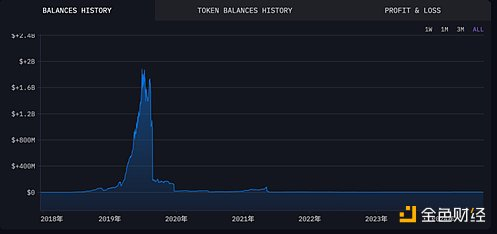 BALANCES HISTORY
TOKEN BALANCES HISTORY
PROFIT & LOSS
1W 1M 3M ALL
$+2.4B
$+2B
$+1.6B
$+1.2B
$+800M
$+400M
$+0
2018年 2019年 2020年 2021年 2022年 2023年
金色财经